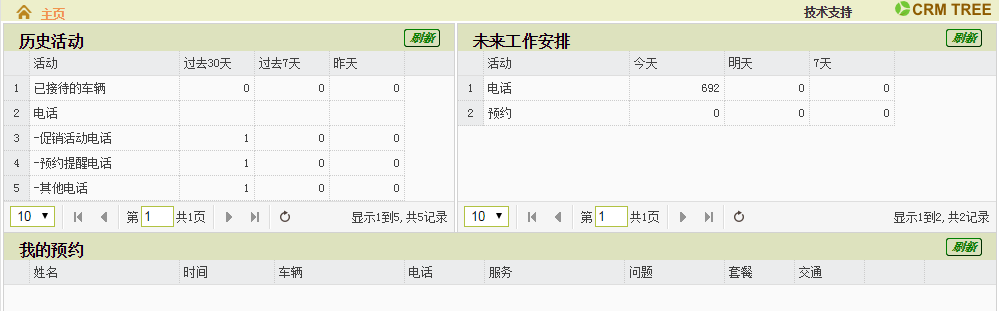 主页 技术支持 CRM TREE
历史活动 刷新
活动 过去30天 过去7天 昨天
1 已接待的车辆 0 0 0
2 电话
3 -促销活动电话 1 0 0
4 -预约提醒电话 1 0 0
5 -其他电话 1 0 0
10 第 1 共1页 显示1到5, 共5记录
未来工作安排 刷新
活动 今天 明天 7天
1 电话 692 0 0
2 预约 0 0 0
10 第 1 共1页 显示1到2, 共2记录
我的预约 刷新
姓名 时间 车辆 电话 服务 问题 套餐 交通